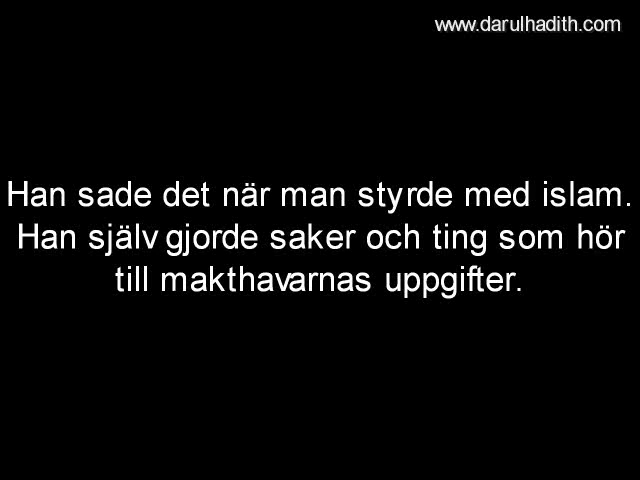 www.darulhadith.com
Han sade det när man styrde med islam.
Han själv gjorde saker och ting som hör
till makthavarnas uppgifter.